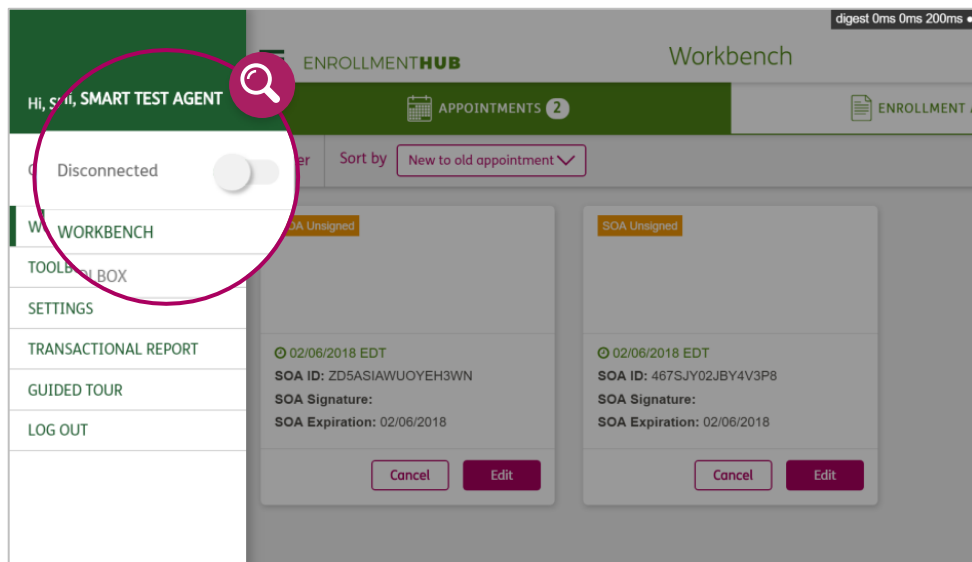 digest 0ms 0ms 200ms
ENROLLMENTHUB
Workbench
Hi, SMART TEST AGENT
APPOINTMENTS 2
ENROLLMENT
Disconnected
Sort by
New to old appointment
WORKBENCH
TOOLBOX
SETTINGS
TRANSACTIONAL REPORT
GUIDED TOUR
LOG OUT
SOA Unsigned
02/06/2018 EDT
SOA ID: ZD5ASIAWUOYEH3WN
SOA Signature:
SOA Expiration: 02/06/2018
Cancel
Edit
SOA Unsigned
02/06/2018 EDT
SOA ID: 467SJY02JBY4V3P8
SOA Signature:
SOA Expiration: 02/06/2018
Cancel
Edit